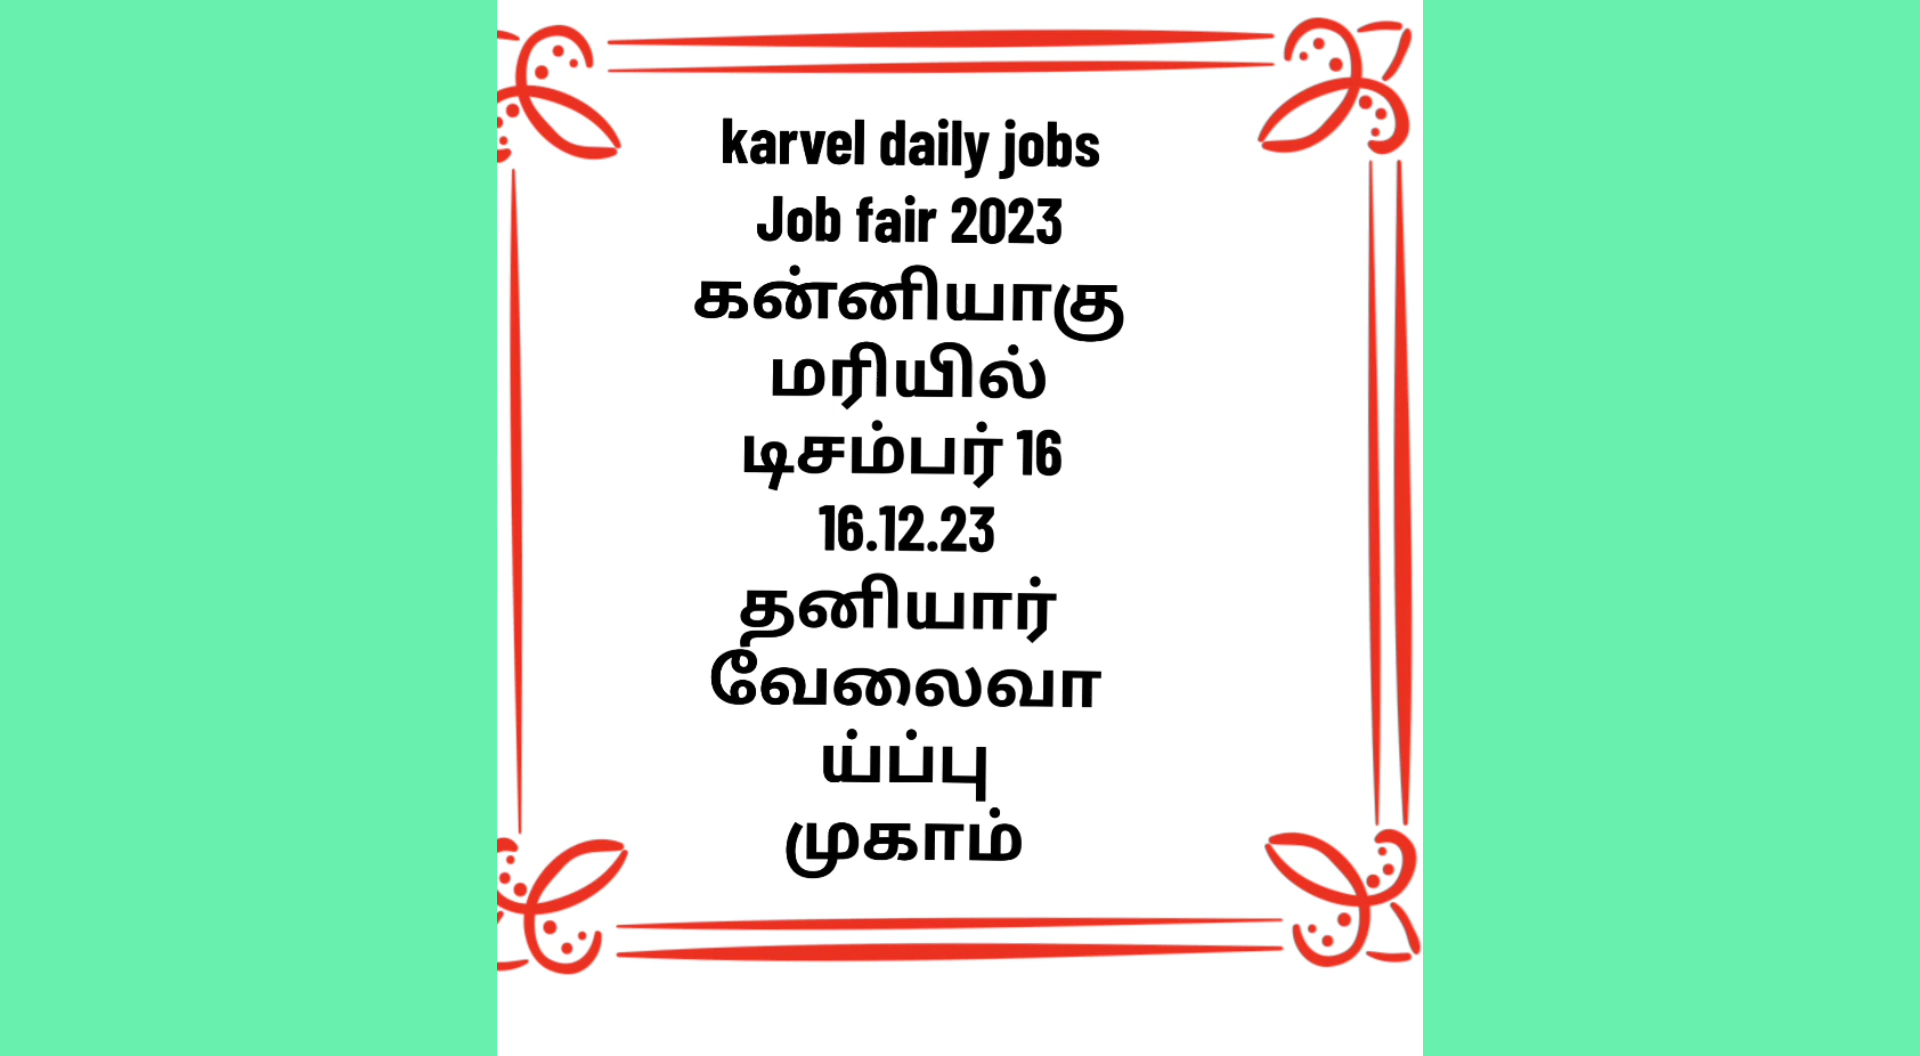 karvel daily jobs
Job fair 2023
கன்னியாகு
மரியில்
டிசம்பர் 16
16.12.23
தனியார்
வேலைவா
ய்ப்பு
முகாம்